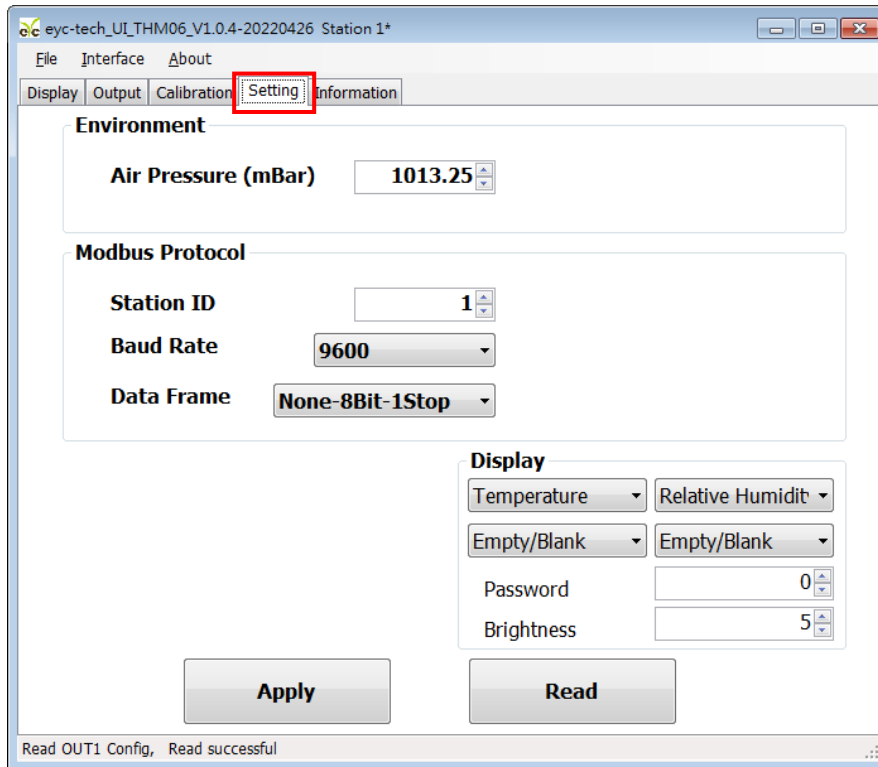 eyc-tech_UI_THM06_V1.0.4-20220426 Station 1*
File Interface About
Display Output Calibration Setting Information
Environment
Air Pressure (mBar) 1013.25
Modbus Protocol
Station ID 1
Baud Rate 9600
Data Frame None-8Bit-1Stop
Display
Temperature Relative Humidit
Empty/Blank Empty/Blank
Password 0
Brightness 5
Apply Read
Read OUT1 Config, Read successful